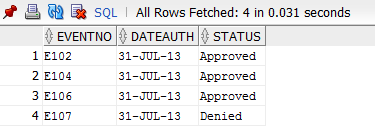 SQL | All Rows Fetched: 4 in 0.031 seconds
EVENTNO DATEAUTH STATUS
1 E102 31-JUL-13 Approved
2 E104 31-JUL-13 Approved
3 E106 31-JUL-13 Approved
4 E107 31-JUL-13 Denied